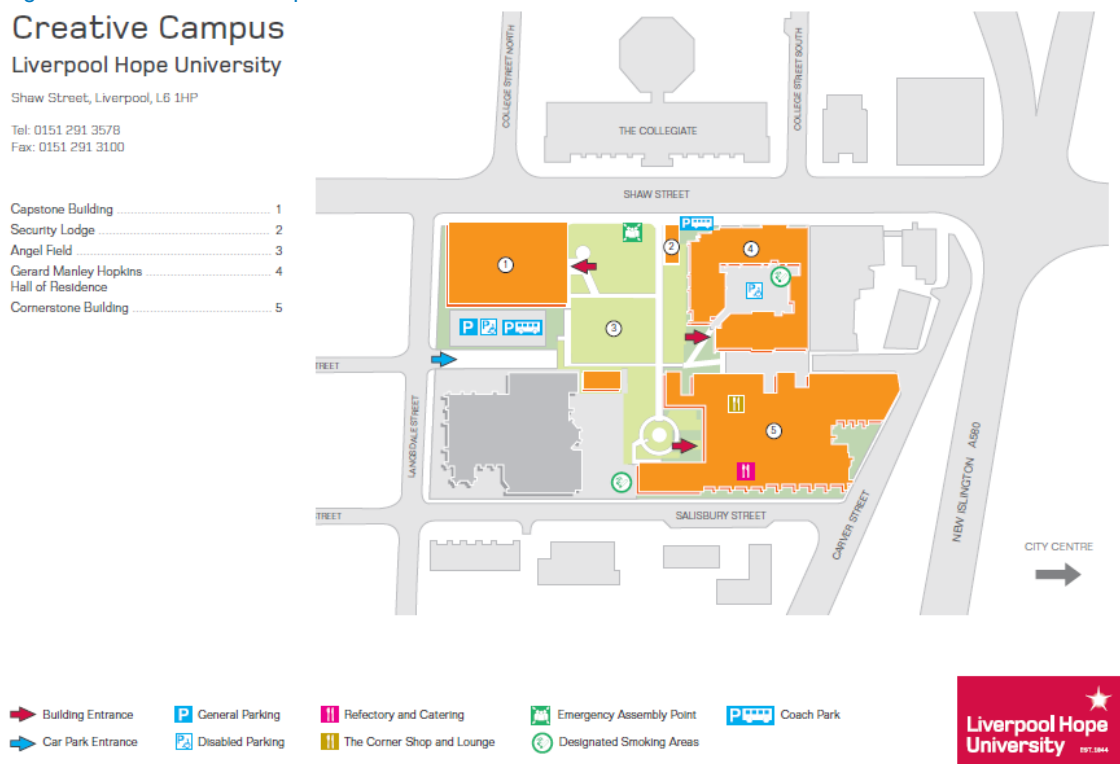 Creative Campus
Liverpool Hope University
Shaw Street, Liverpool, L6 1HP
Tel: 0151 291 3578
Fax: 0151 291 3100
Capstone Building 1
Security Lodge 2
Angel Field 3
Gerard Manley Hopkins 4
Hall of Residence
Cornerstone Building 5
COLLEGE STREET NORTH
COLLEGE STREET SOUTH
THE COLLEGIATE
SHAW STREET
1
2
4
3
5
P
P
P
P
P
TREET
LANGSDALE STREET
TREET
SALISBURY STREET
CARVER STREET
NEW ISLINGTON A580
CITY CENTRE
Building Entrance
P General Parking
Refectory and Catering
Emergency Assembly Point
P Coach Park
Car Park Entrance
P Disabled Parking
The Corner Shop and Lounge
Designated Smoking Areas
Liverpool Hope
University EST.1844